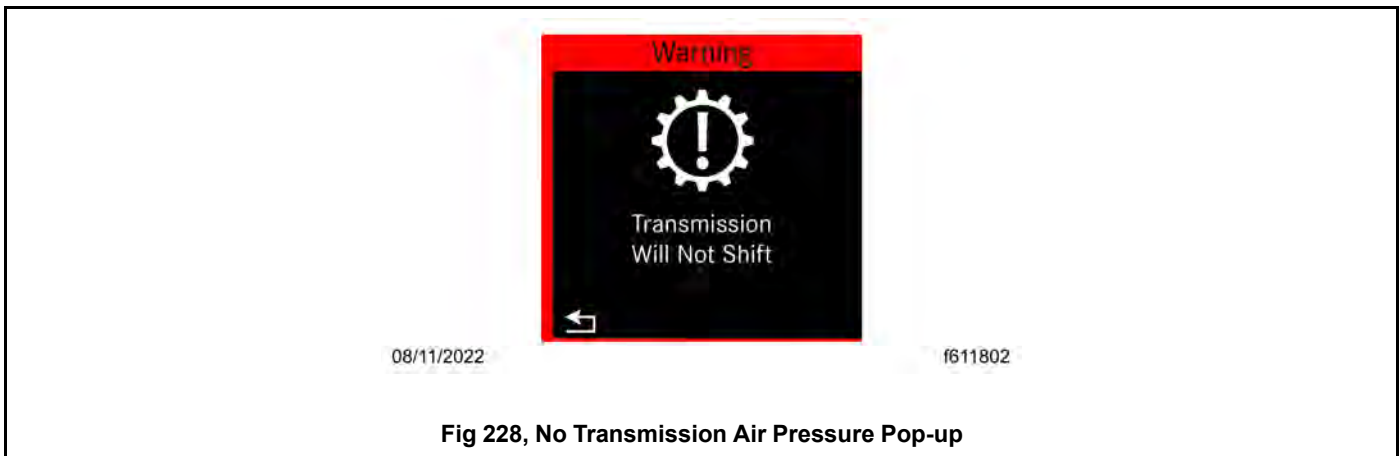 Warning
Transmission
Will Not Shift
08/11/2022
f611802
Fig 228, No Transmission Air Pressure Pop-up